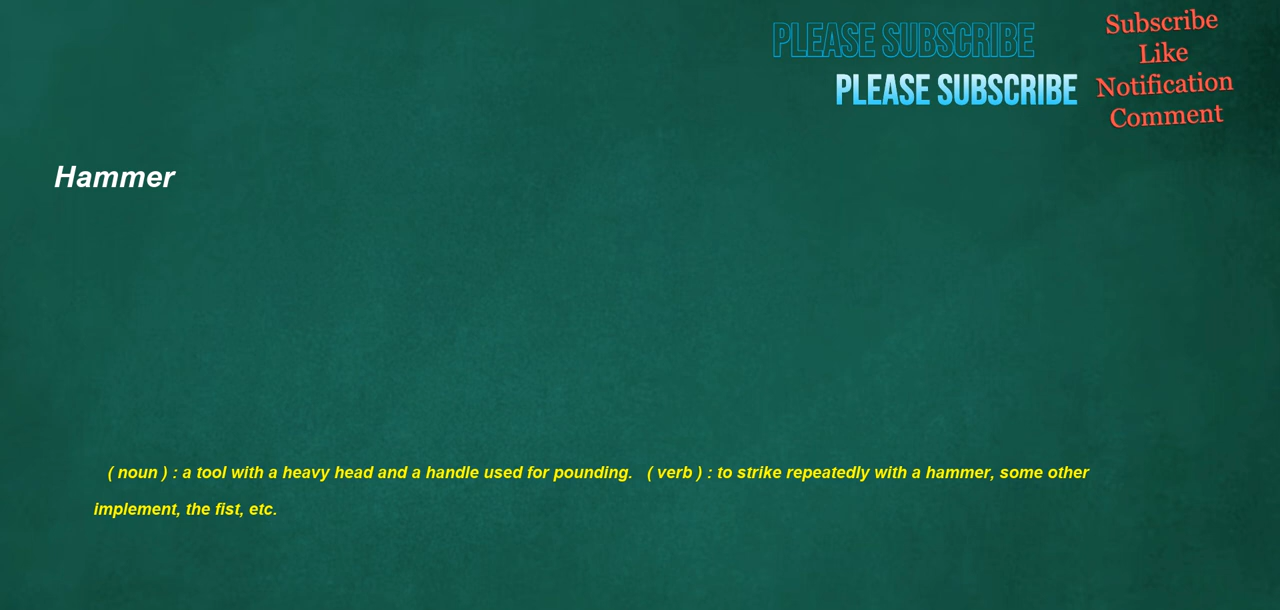 PLEASE SUBSCRIBE
PLEASE SUBSCRIBE
Subscribe
Like
Notification
Comment
Hammer
( noun ) : a tool with a heavy head and a handle used for pounding. ( verb ) : to strike repeatedly with a hammer, some other
implement, the fist, etc.